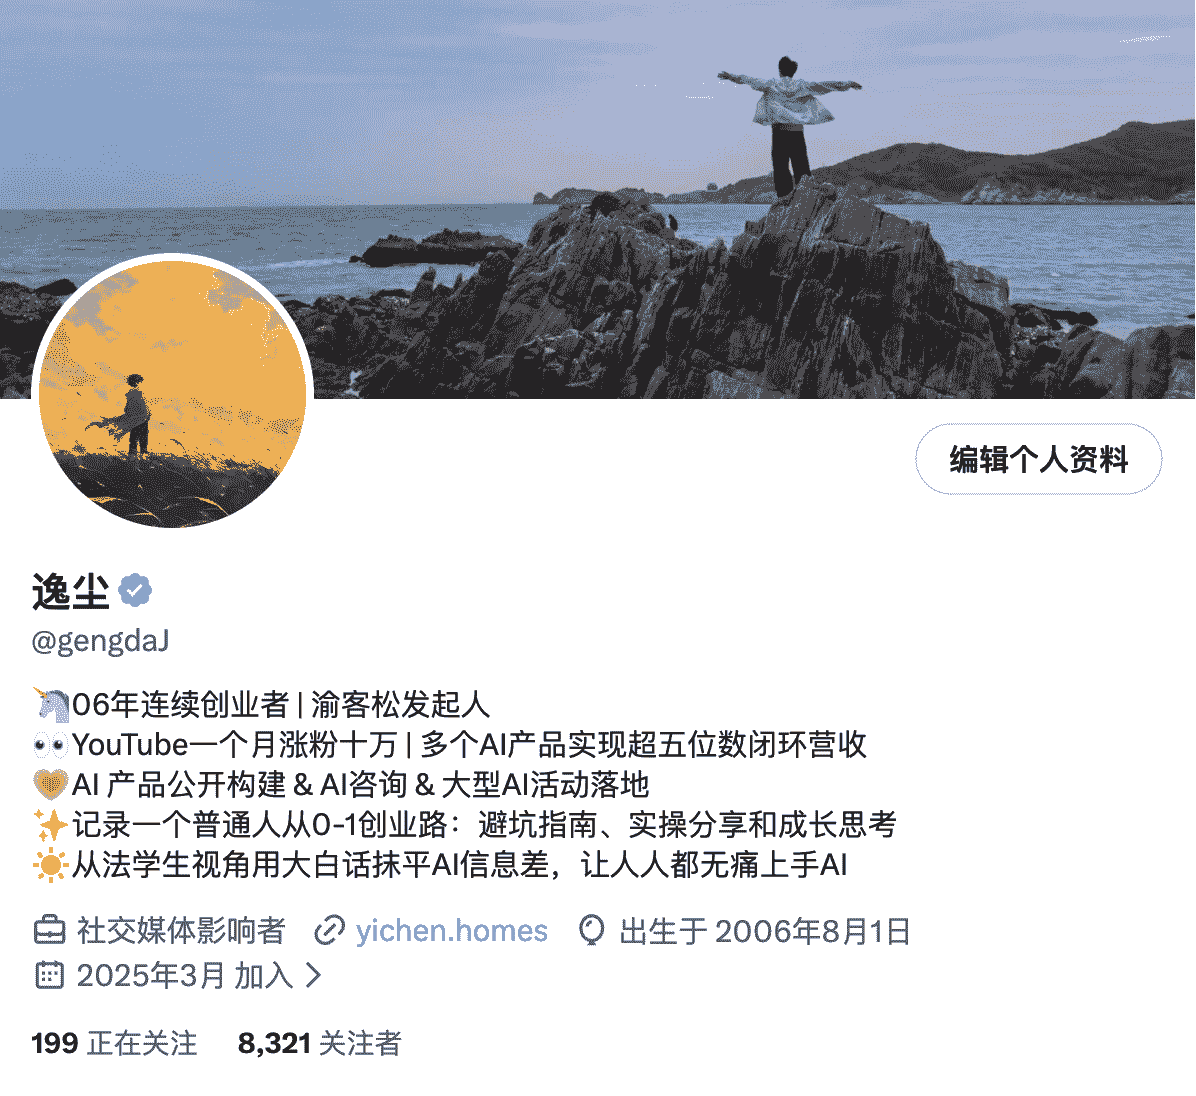 编辑个人资料
逸尘
@gengdaJ
🦄06年连续创业者 | 渝客松发起人
👀YouTube一个月涨粉十万 | 多个AI产品实现超五位数闭环营收
🧡AI 产品公开构建 & AI咨询 & 大型AI活动落地
✨记录一个普通人从0-1创业路：避坑指南、实操分享和成长思考
☀️从法学生视角用大白话抹平AI信息差，让人人都无痛上手AI
社交媒体影响者 yichen.homes 出生于 2006年8月1日
2025年3月 加入
199 正在关注 8,321 关注者